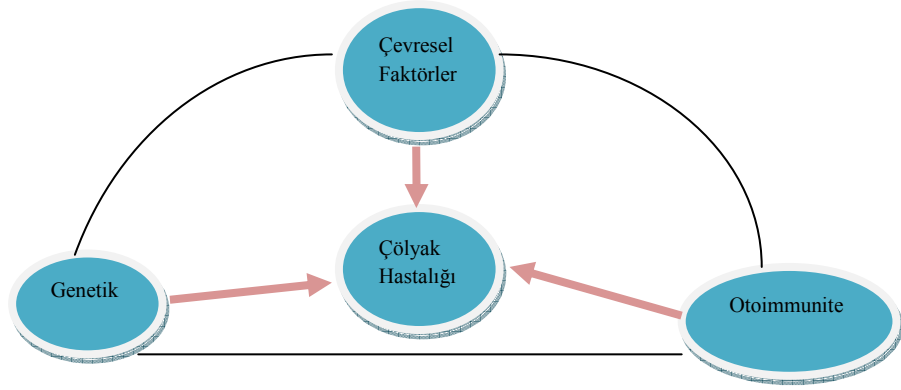 Çevresel
Faktörler
Çölyak
Hastalığı
Genetik
Otoimmunite